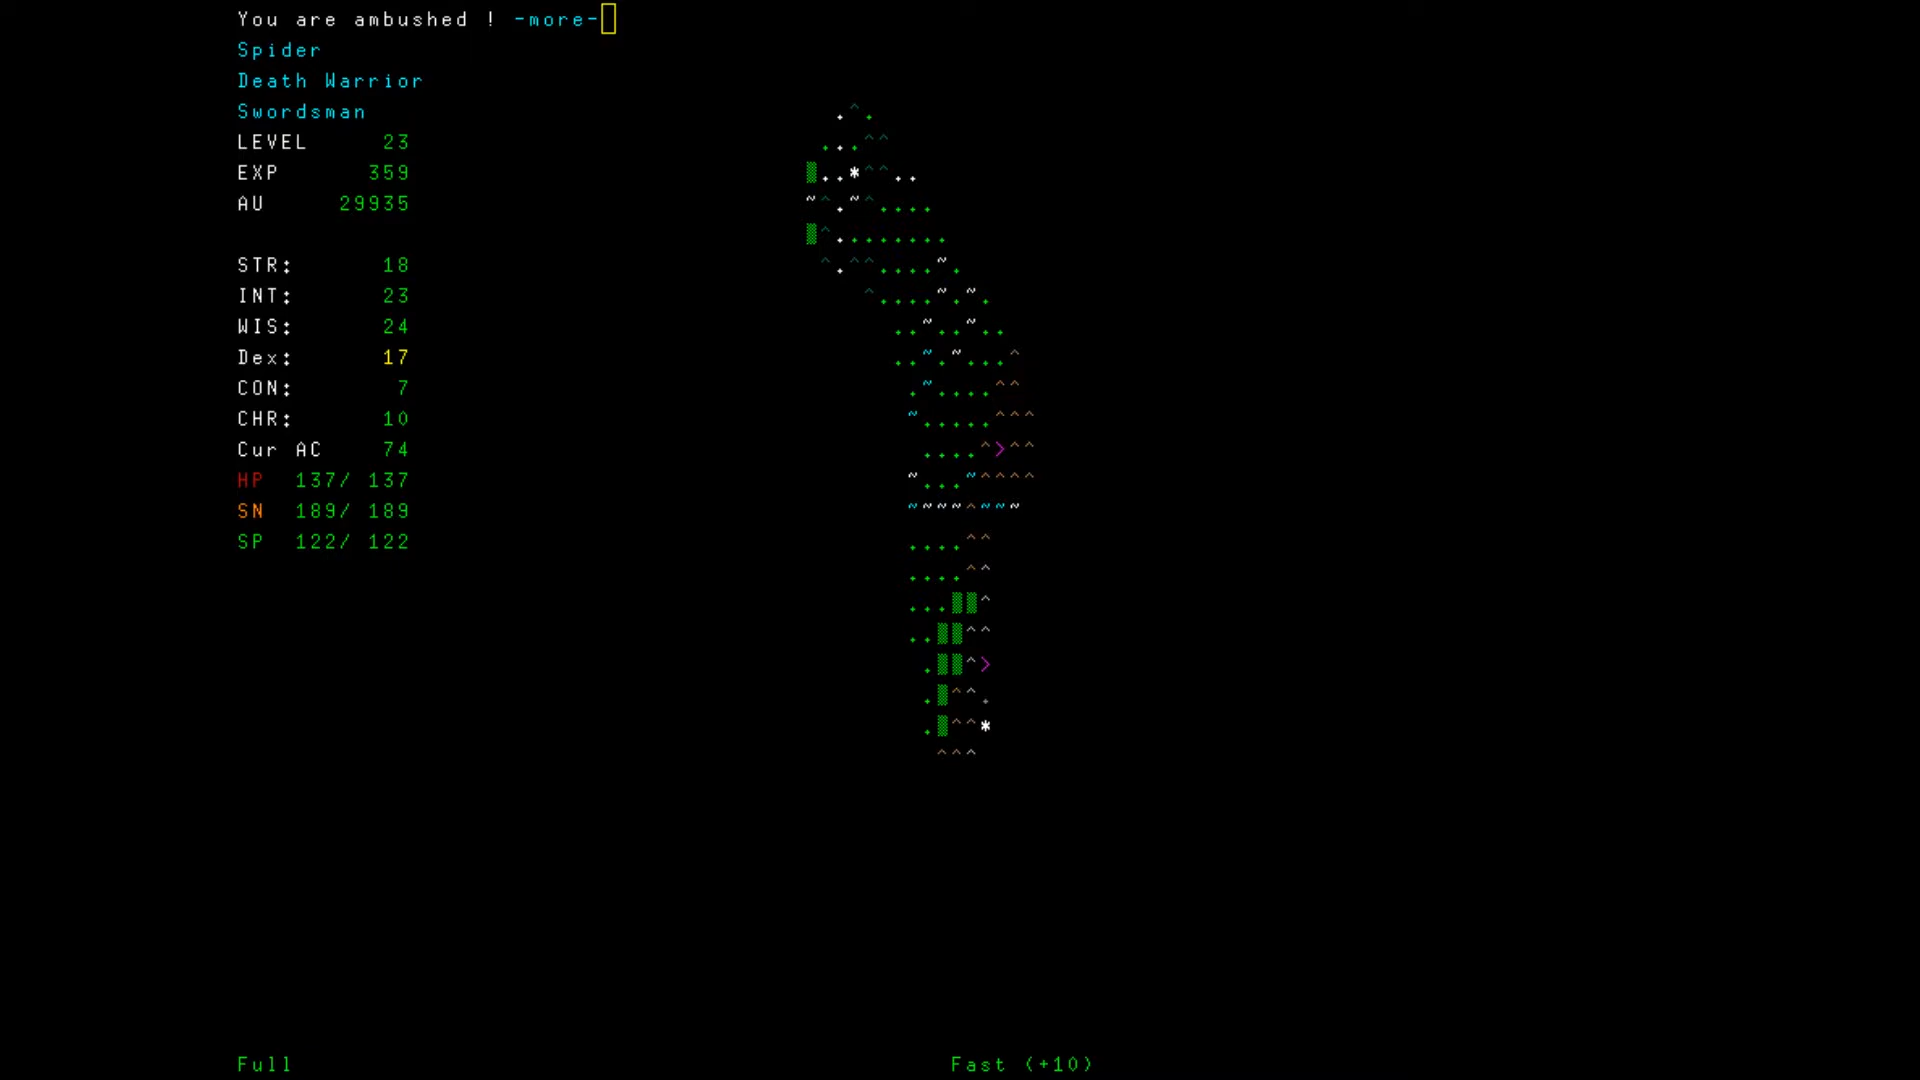 You are ambushed ! -more-
Spider
Death Warrior
Swordsman
LEVEL 23
EXP 359
AU 29935
STR: 18
INT: 23
WIS: 24
Dex: 17
CON: 7
CHR: 10
Cur AC 74
HP 137/ 137
SN 189/ 189
SP 122/ 122
Full Fast (+10)